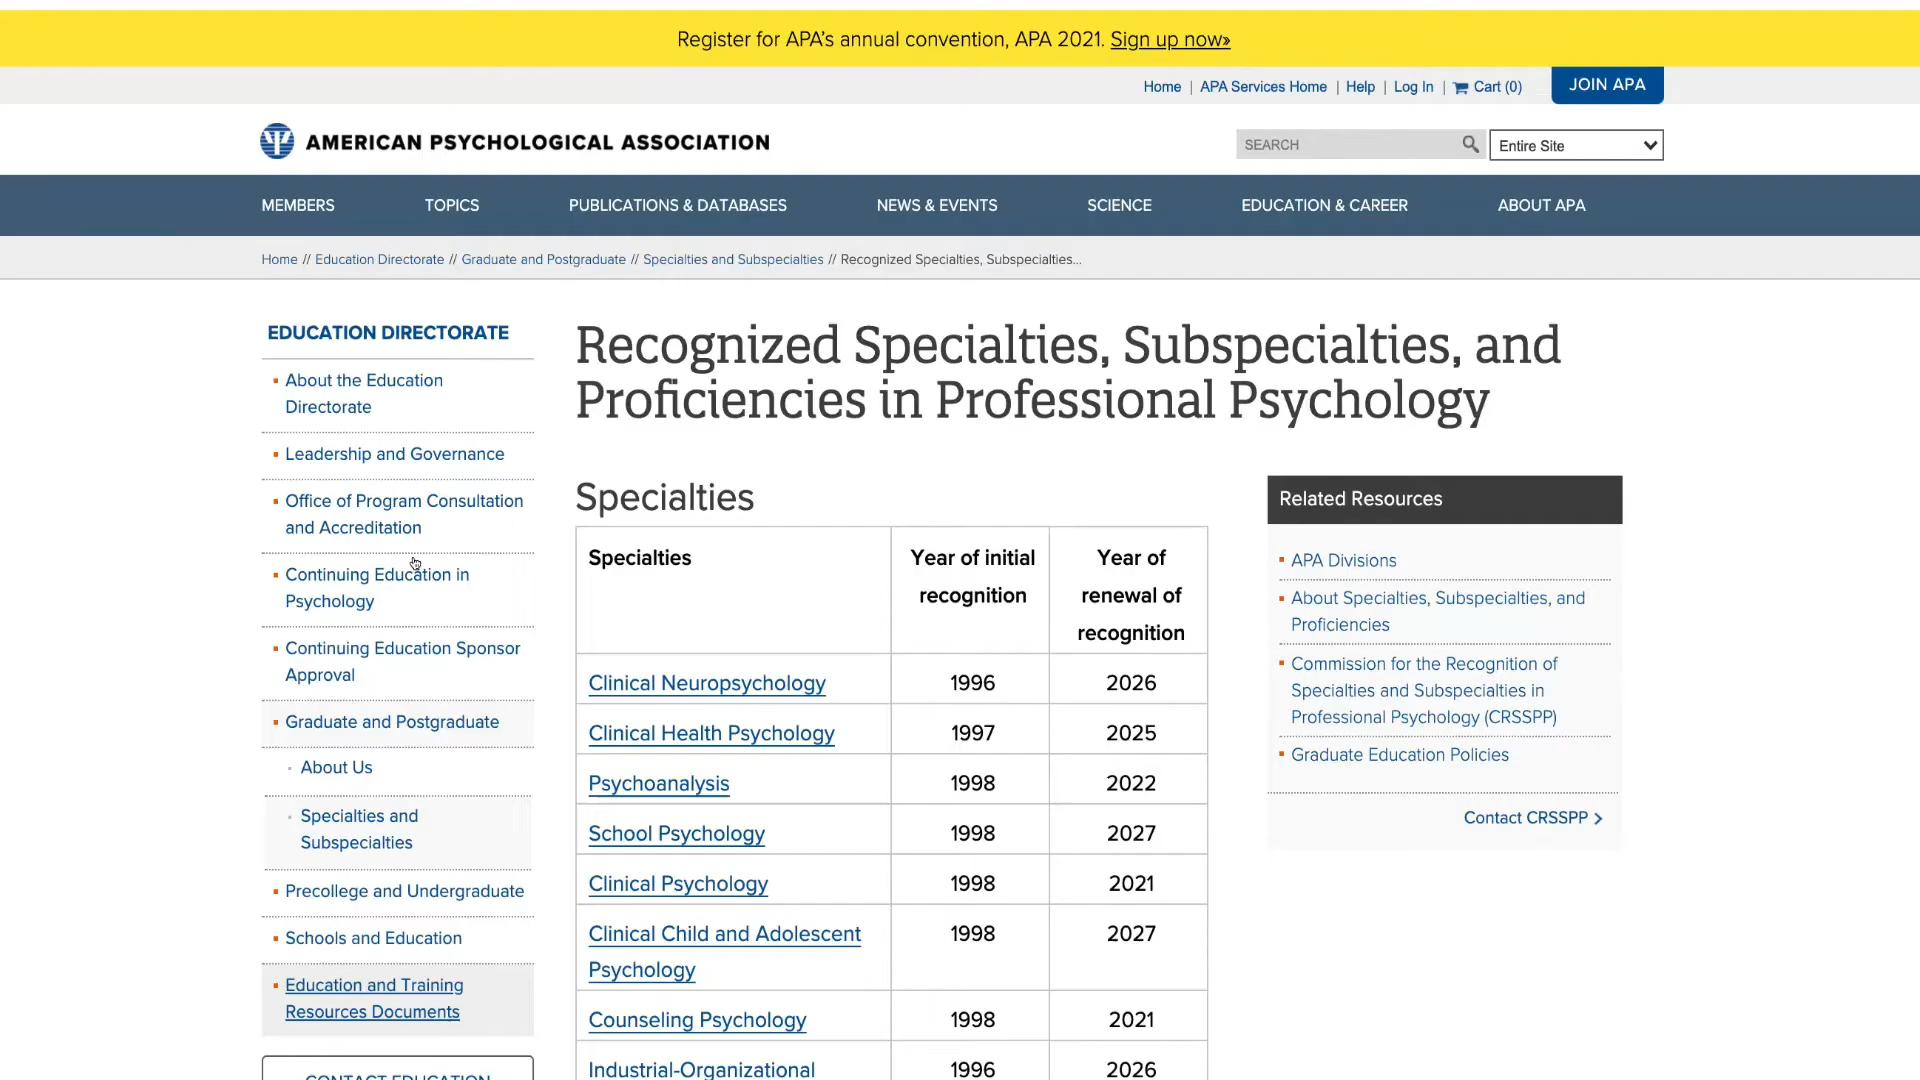 Register for APA's annual convention, APA 2021. Sign up now»
Home | APA Services Home | Help | Log In | Cart (0)
JOIN APA
AMERICAN PSYCHOLOGICAL ASSOCIATION
SEARCH
Entire Site
MEMBERS TOPICS PUBLICATIONS & DATABASES NEWS & EVENTS SCIENCE EDUCATION & CAREER ABOUT APA
Home // Education Directorate // Graduate and Postgraduate // Specialties and Subspecialties // Recognized Specialties, Subspecialties...
EDUCATION DIRECTORATE
About the Education
Directorate
Leadership and Governance
Office of Program Consultation
and Accreditation
Continuing Education in
Psychology
Continuing Education Sponsor
Approval
Graduate and Postgraduate
About Us
Specialties and
Subspecialties
Precollege and Undergraduate
Schools and Education
Education and Training
Resources Documents
CONTACT EDUCATION
Recognized Specialties, Subspecialties, and
Proficiencies in Professional Psychology
Specialties
Specialties
Year of initial
recognition
Year of
renewal of
recognition
Clinical Neuropsychology 1996 2026
Clinical Health Psychology 1997 2025
Psychoanalysis 1998 2022
School Psychology 1998 2027
Clinical Psychology 1998 2021
Clinical Child and Adolescent 1998 2027
Psychology
Counseling Psychology 1998 2021
Industrial-Organizational 1996 2026
Related Resources
APA Divisions
About Specialties, Subspecialties, and
Proficiencies
Commission for the Recognition of
Specialties and Subspecialties in
Professional Psychology (CRSSPP)
Graduate Education Policies
Contact CRSSPP >